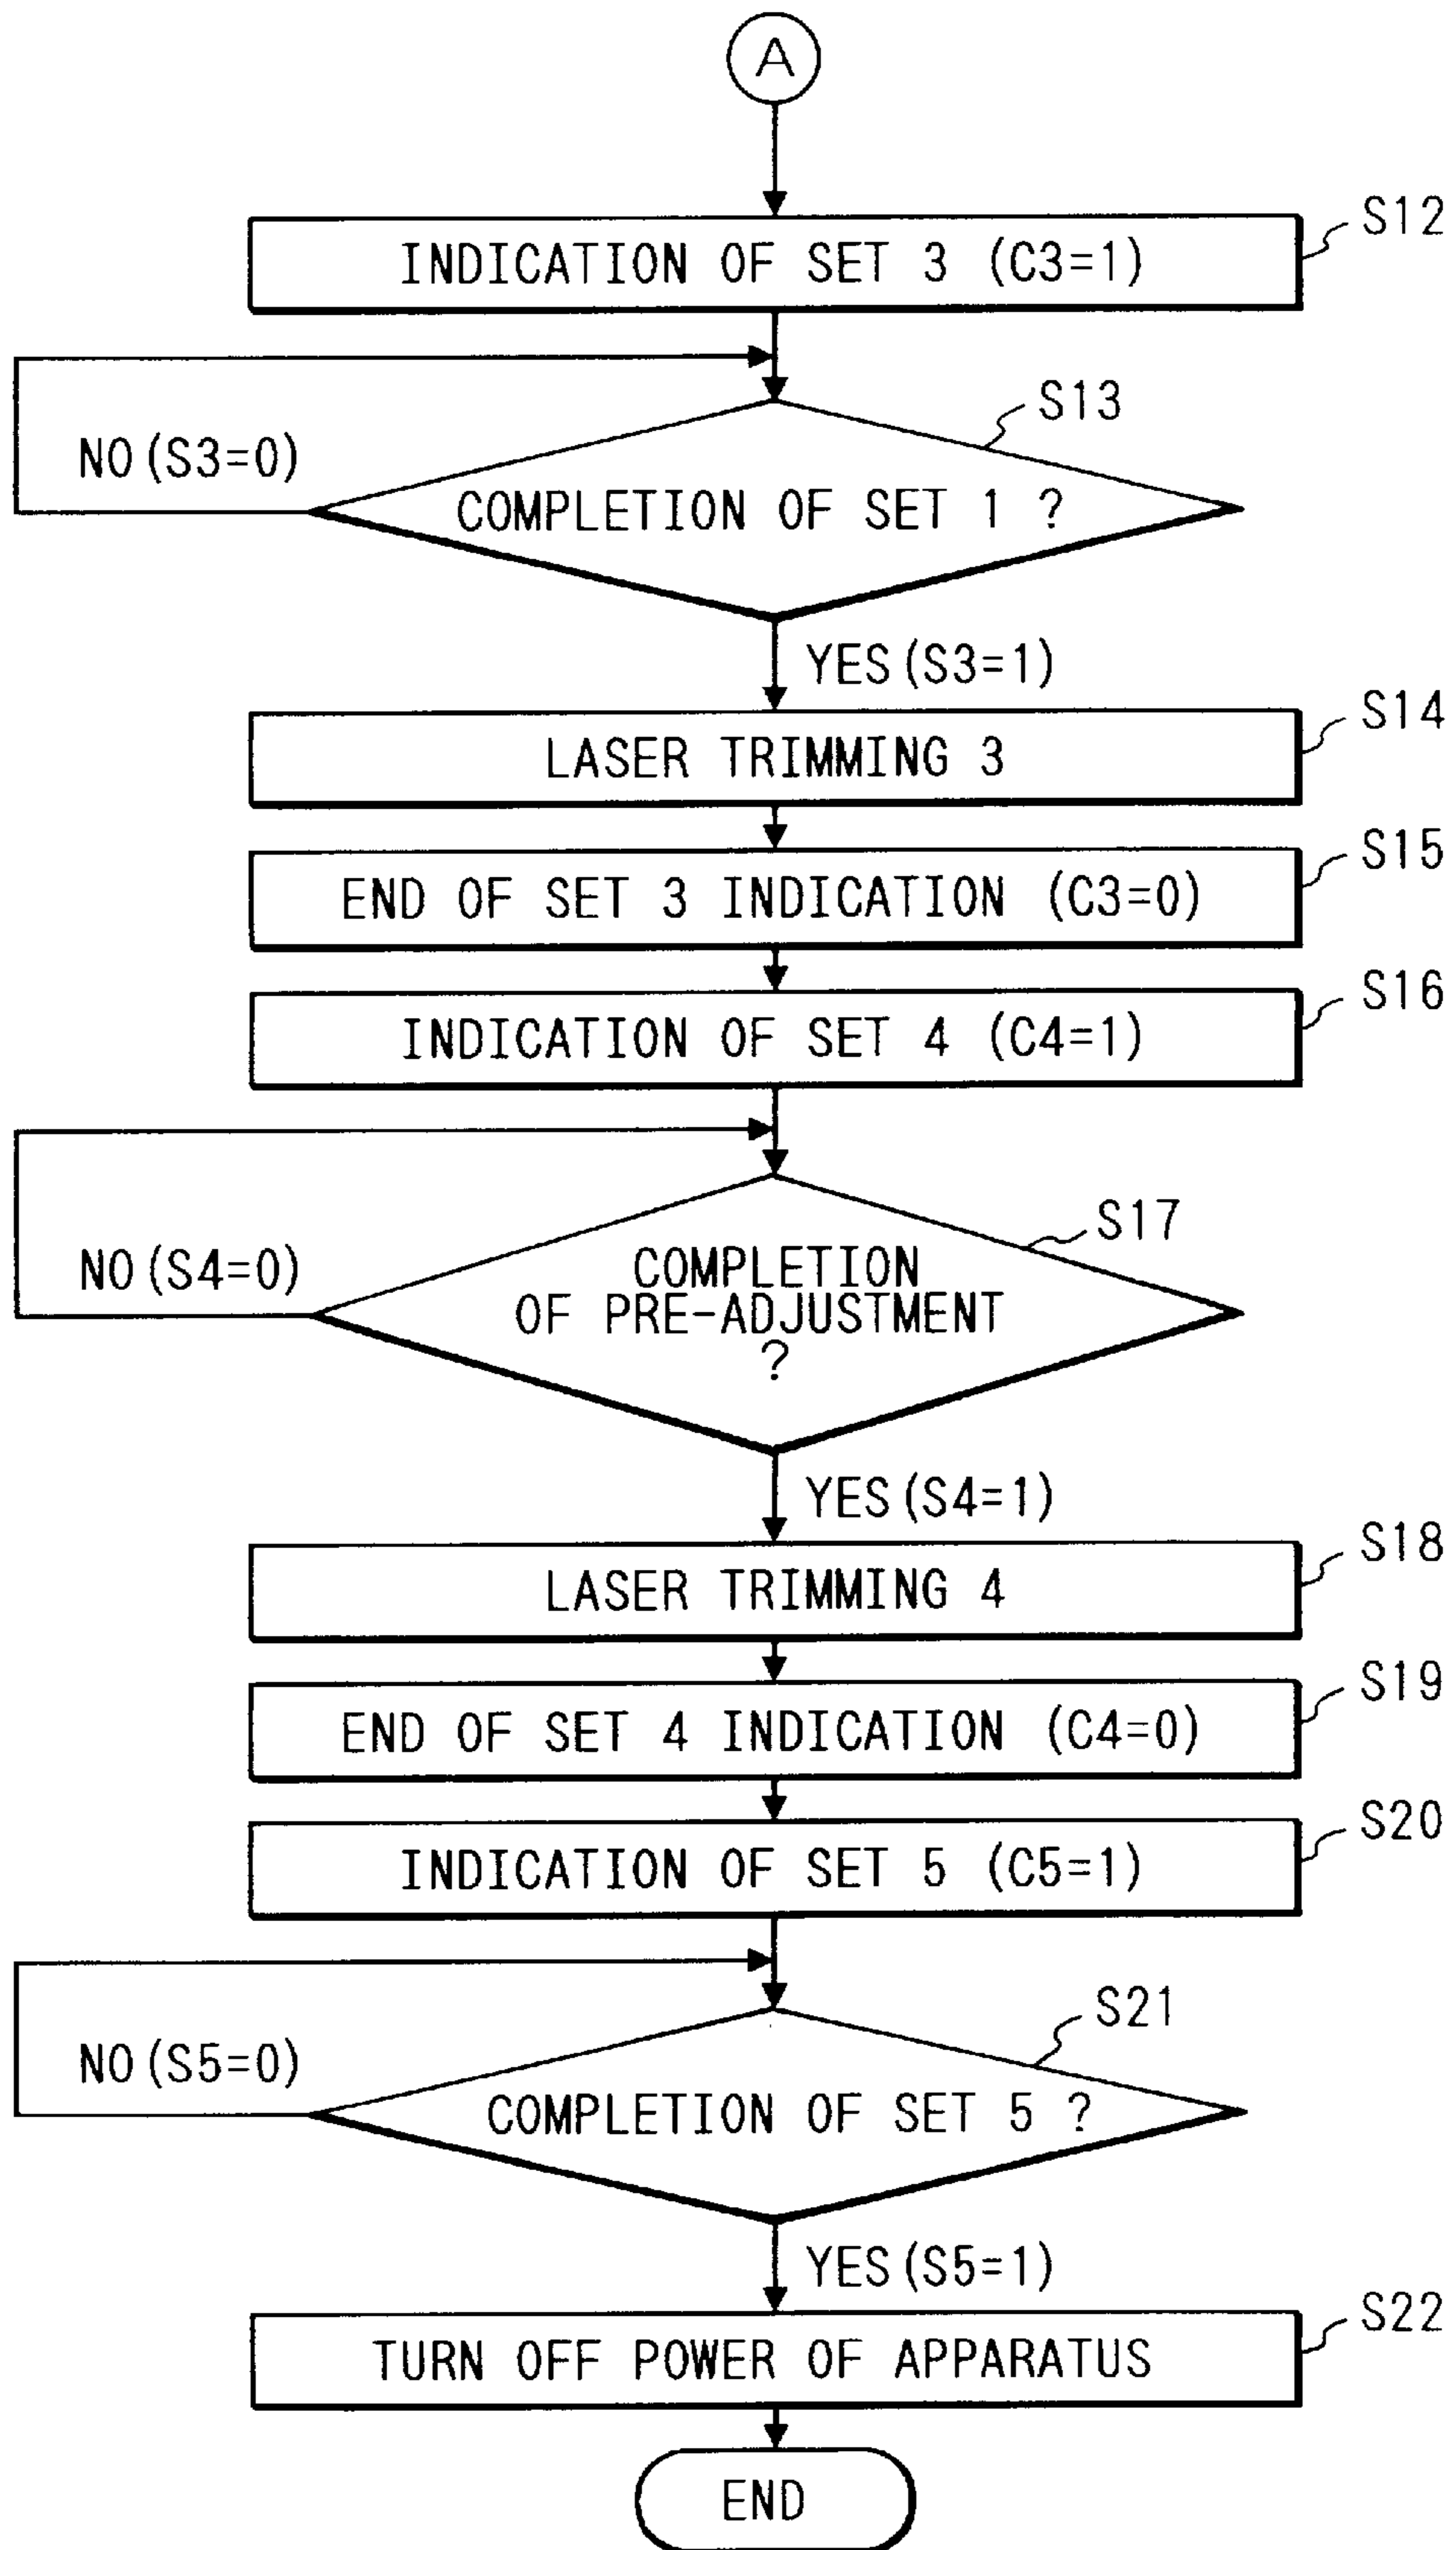 A
S12
INDICATION OF SET 3 (C3=1)
S13
NO(S3=0)
COMPLETION OF SET 1 ?
YES(S3=1)
S14
LASER TRIMMING 3
S15
END OF SET 3 INDICATION (C3=0)
S16
INDICATION OF SET 4 (C4=1)
S17
NO(S4=0)
COMPLETION
OF PRE-ADJUSTMENT
?
YES(S4=1)
S18
LASER TRIMMING 4
S19
END OF SET 4 INDICATION (C4=0)
S20
INDICATION OF SET 5 (C5=1)
S21
NO(S5=0)
COMPLETION OF SET 5 ?
YES(S5=1)
S22
TURN OFF POWER OF APPARATUS
END